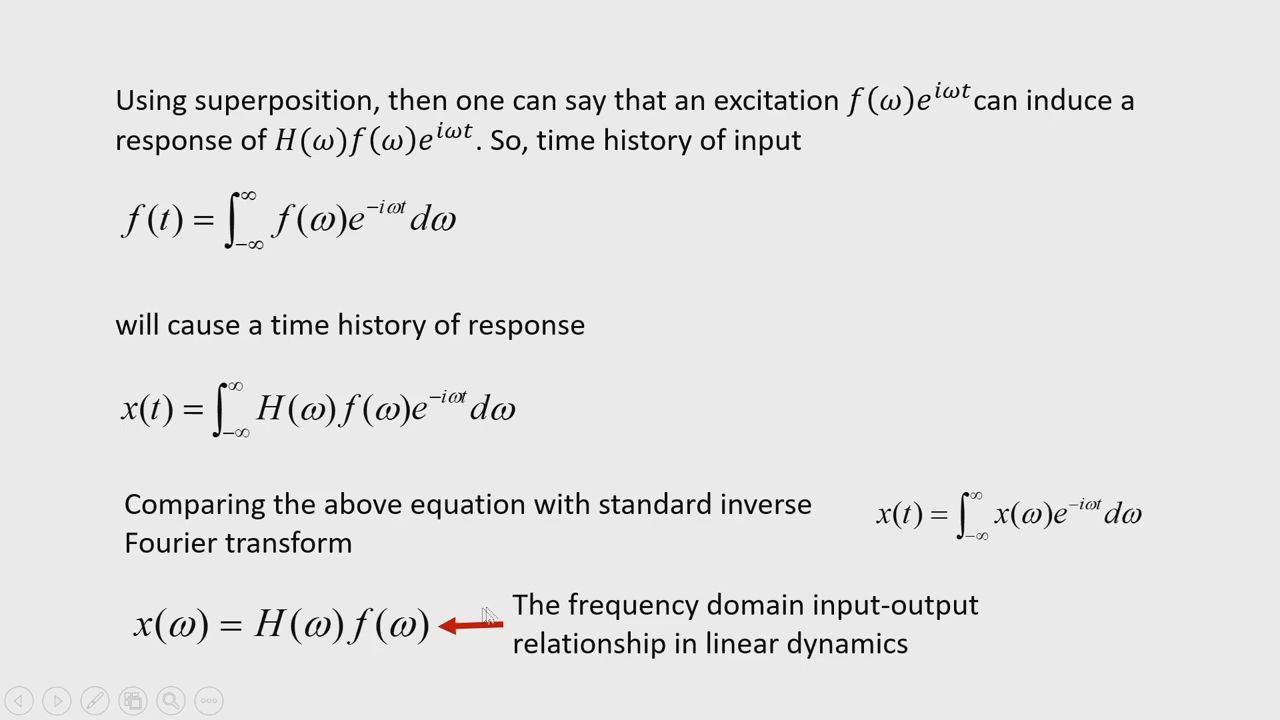 Using superposition, then one can say that an excitation f(ω)e^{iωt} can induce a
response of H(ω)f(ω)e^{iωt}. So, time history of input
f(t) = ∫_{-∞}^{∞} f(ω)e^{-iωt} dω
will cause a time history of response
x(t) = ∫_{-∞}^{∞} H(ω)f(ω)e^{-iωt} dω
Comparing the above equation with standard inverse
Fourier transform
x(t) = ∫_{-∞}^{∞} x(ω)e^{-iωt} dω
x(ω) = H(ω)f(ω)
The frequency domain input-output
relationship in linear dynamics